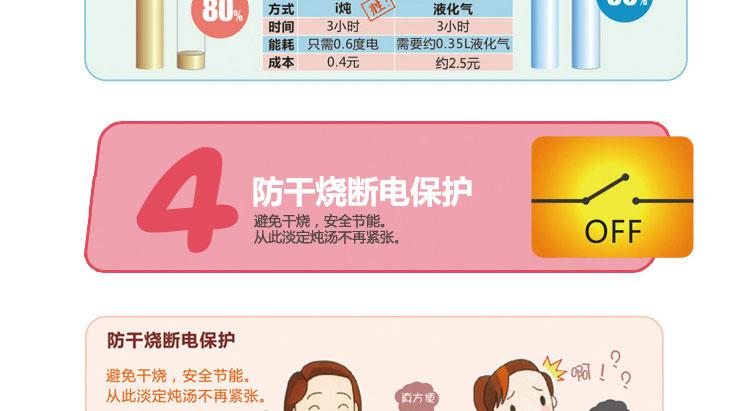 80%
方式 i炖 液化气
胜!
时间 3小时 3小时
能耗 只需0.6度电 需要约0.35L液化气
成本 0.4元 约2.5元
4
防干烧断电保护
避免干烧，安全节能。
从此淡定炖汤不再紧张。
OFF
防干烧断电保护
避免干烧，安全节能。
从此淡定炖汤不再紧张。
真方便
啊!??